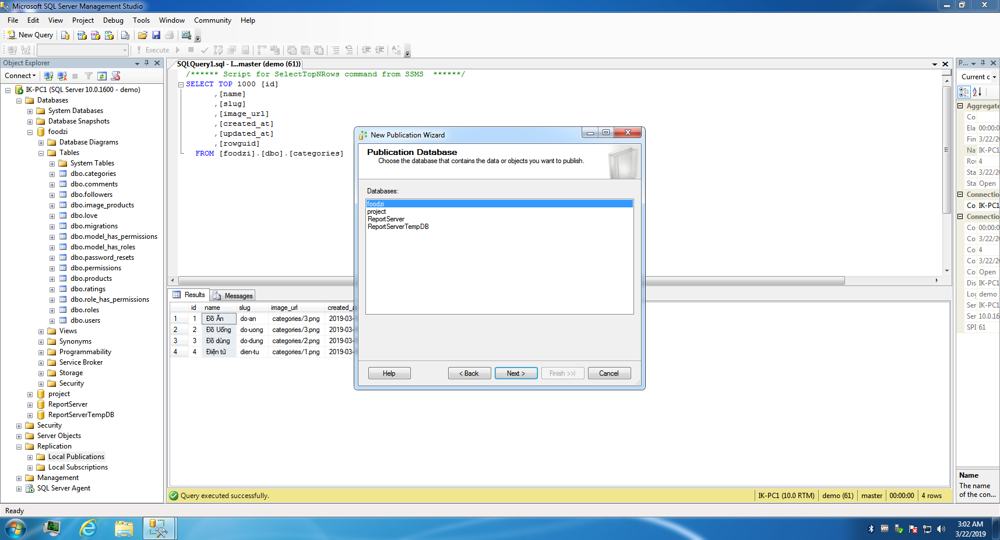 Microsoft SQL Server Management Studio
File Edit View Project Debug Tools Window Community Help
New Query
Execute
Object Explorer
Connect
IK-PC1 (SQL Server 10.0.1600 - demo)
Databases
System Databases
Database Snapshots
foodzi
Database Diagrams
Tables
System Tables
dbo.categories
dbo.comments
dbo.followers
dbo.image_products
dbo.love
dbo.migrations
dbo.model_has_permissions
dbo.model_has_roles
dbo.password_resets
dbo.permissions
dbo.products
dbo.ratings
dbo.role_has_permissions
dbo.roles
dbo.users
Views
Synonyms
Programmability
Service Broker
Storage
Security
project
ReportServer
ReportServerTempDB
Security
Server Objects
Replication
Local Publications
Local Subscriptions
Management
SQL Server Agent
SQLQuery1.sql - I...master (demo (61))
/****** Script for SelectTopNRows command from SSMS ******/
SELECT TOP 1000 [id]
,[name]
,[slug]
,[image_url]
,[created_at]
,[updated_at]
,[rowguid]
FROM [foodzi].[dbo].[categories]
Results Messages
id name slug image_url created_a
1 1 Đồ Ăn do-an categories/3.png 2019-03-
2 2 Đồ Uống do-uong categories/3.png 2019-03-
3 3 Đồ dùng do-dung categories/2.png 2019-03-
4 4 Điện tử dien-tu categories/1.png 2019-03-
New Publication Wizard
Publication Database
Choose the database that contains the data or objects you want to publish.
Databases:
foodzi
project
ReportServer
ReportServerTempDB
Help < Back Next > Finish >>| Cancel
P...
Current c
Aggregate
Co
Ela 00:00:0
Fin 3/22/2
Na IK-PC1
Rov 4
Sta 3/22/2
Sta Open
Connectio
Co IK-PC1
Connectio
Co 00:00:0
Co 3/22/2
Co 4
Co 3/22/2
Co Open
Dis IK-PC1
Log demo
Ser IK-PC1
Ser 10.0.16
SPI 61
Name
The name
of the con...
Query executed successfully. IK-PC1 (10.0 RTM) demo (61) master 00:00:00 4 rows
Ready
3:02 AM
3/22/2019